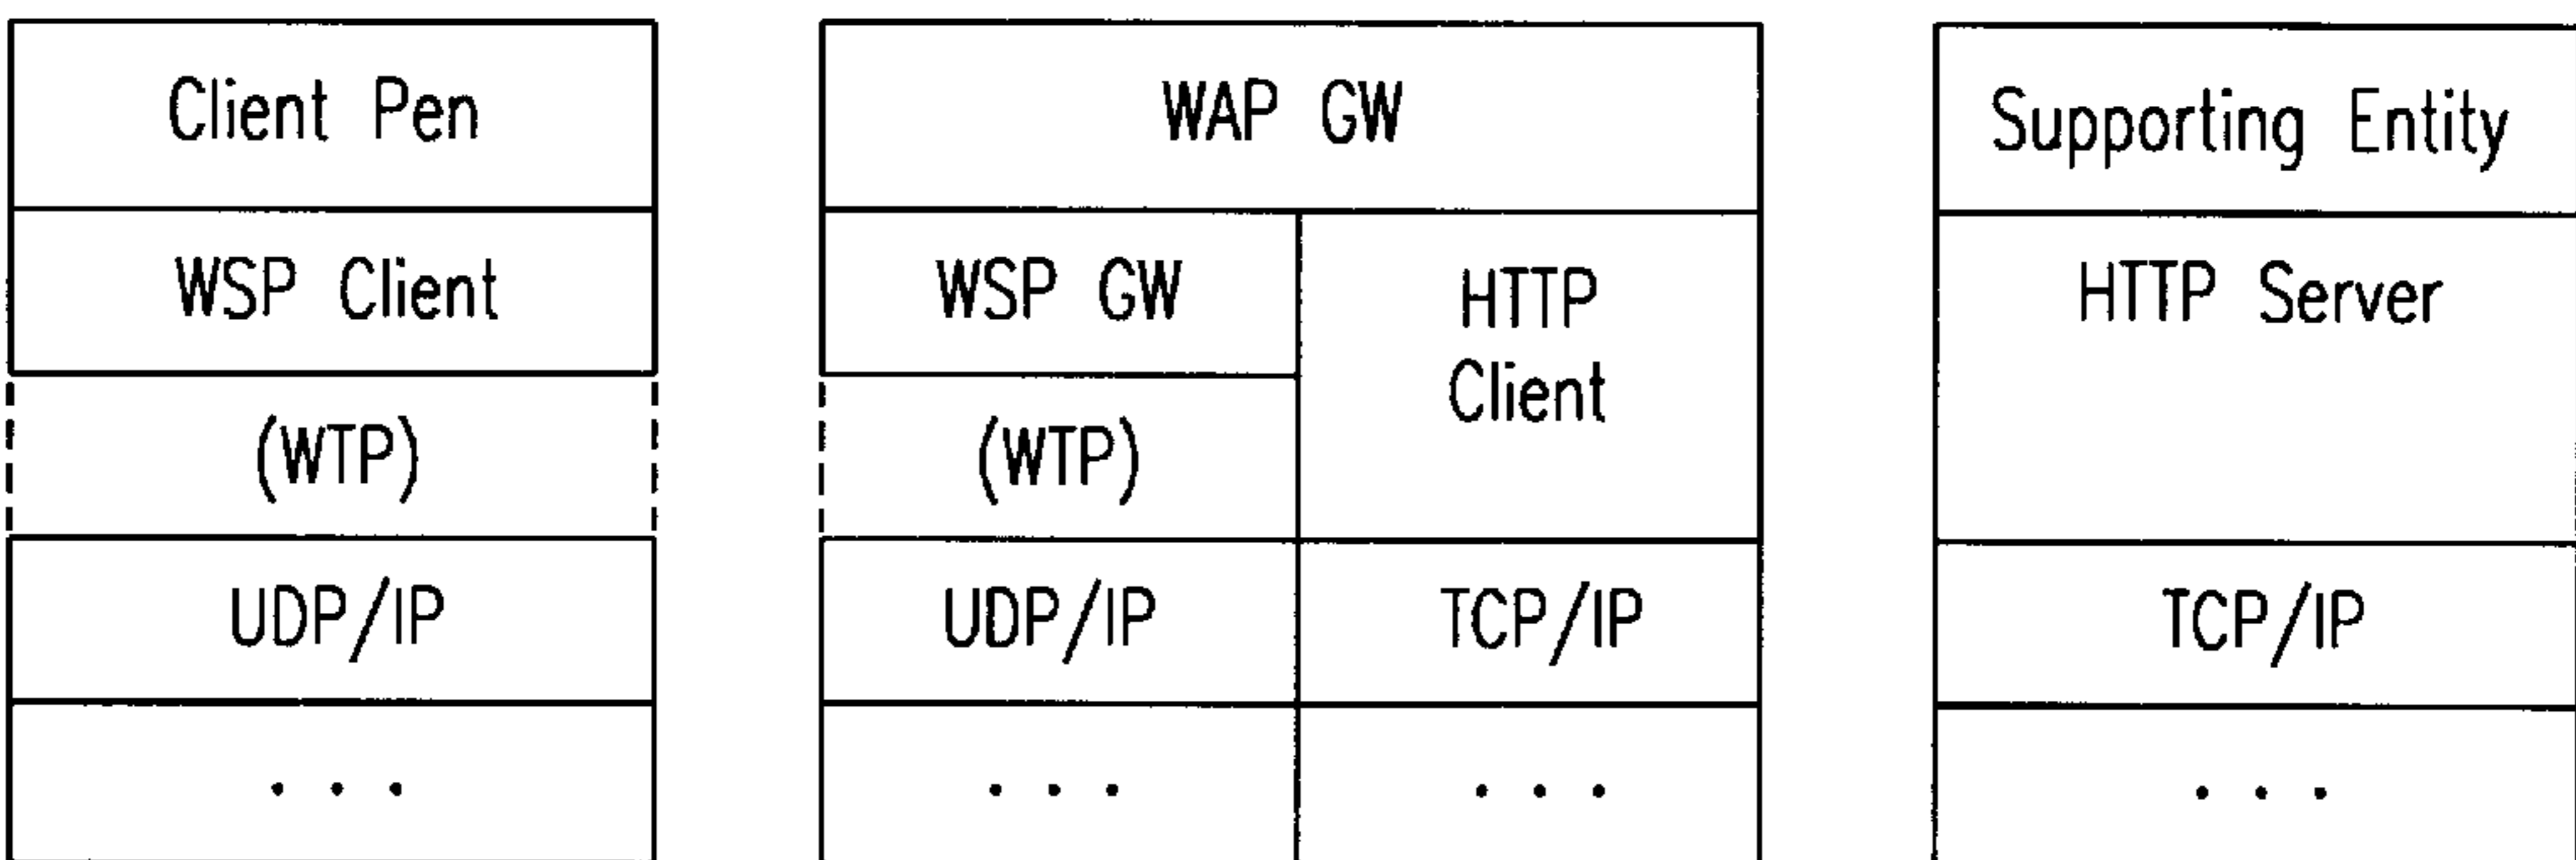 Client Pen
WSP Client
(WTP)
UDP/IP
. . .
WAP GW
WSP GW
(WTP)
UDP/IP
. . .
HTTP
Client
TCP/IP
. . .
Supporting Entity
HTTP Server
TCP/IP
. . .